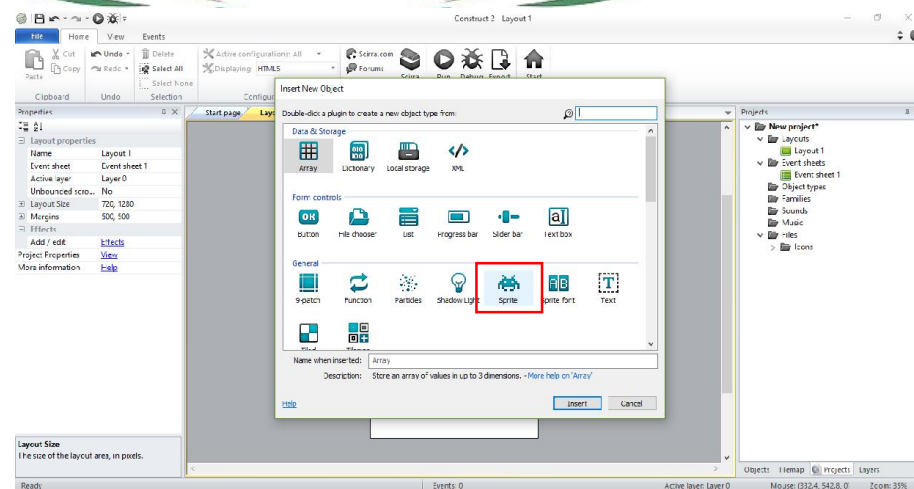 Construct 2 Layout 1
File Home View Events
Cut
Copy
Paste
Undo
Redo
Delete
Select All
Select None
Active configurations: All
Displaying HTML5
Scirra.com
Forums
Scirra Run Debug Export Start
Clipboard Undo Selection Configur
Properties
Start page Layo
Projects
Layout properties
Name Layout 1
Event sheet Event sheet 1
Active layer Layer 0
Unbounded scro... No
Layout Size 720, 1280
Margins 500, 500
Effects
Add / edit Effects
Project Properties View
More information Help
Insert New Object
Double-click a plugin to create a new object type from:
Data & Storage
Array Dictionary Local storage XML
Form controls
Button File chooser List Progress bar Slider bar Text box
General
9-patch Function Particles Shadow Light Sprite Sprite font Text
Name when inserted: Array
Description: Store an array of values in up to 3 dimensions. - More help on 'Array'
Help Insert Cancel
New project*
Layouts
Layout 1
Event sheets
Event sheet 1
Object types
Families
Sounds
Music
Files
Icons
Layout Size
The size of the layout area, in pixels.
Objects Tilemap Projects Layers
Ready Events: 0 Active layer: Layer 0 Mouse: (332.4, 542.8, 0) Zoom: 35%